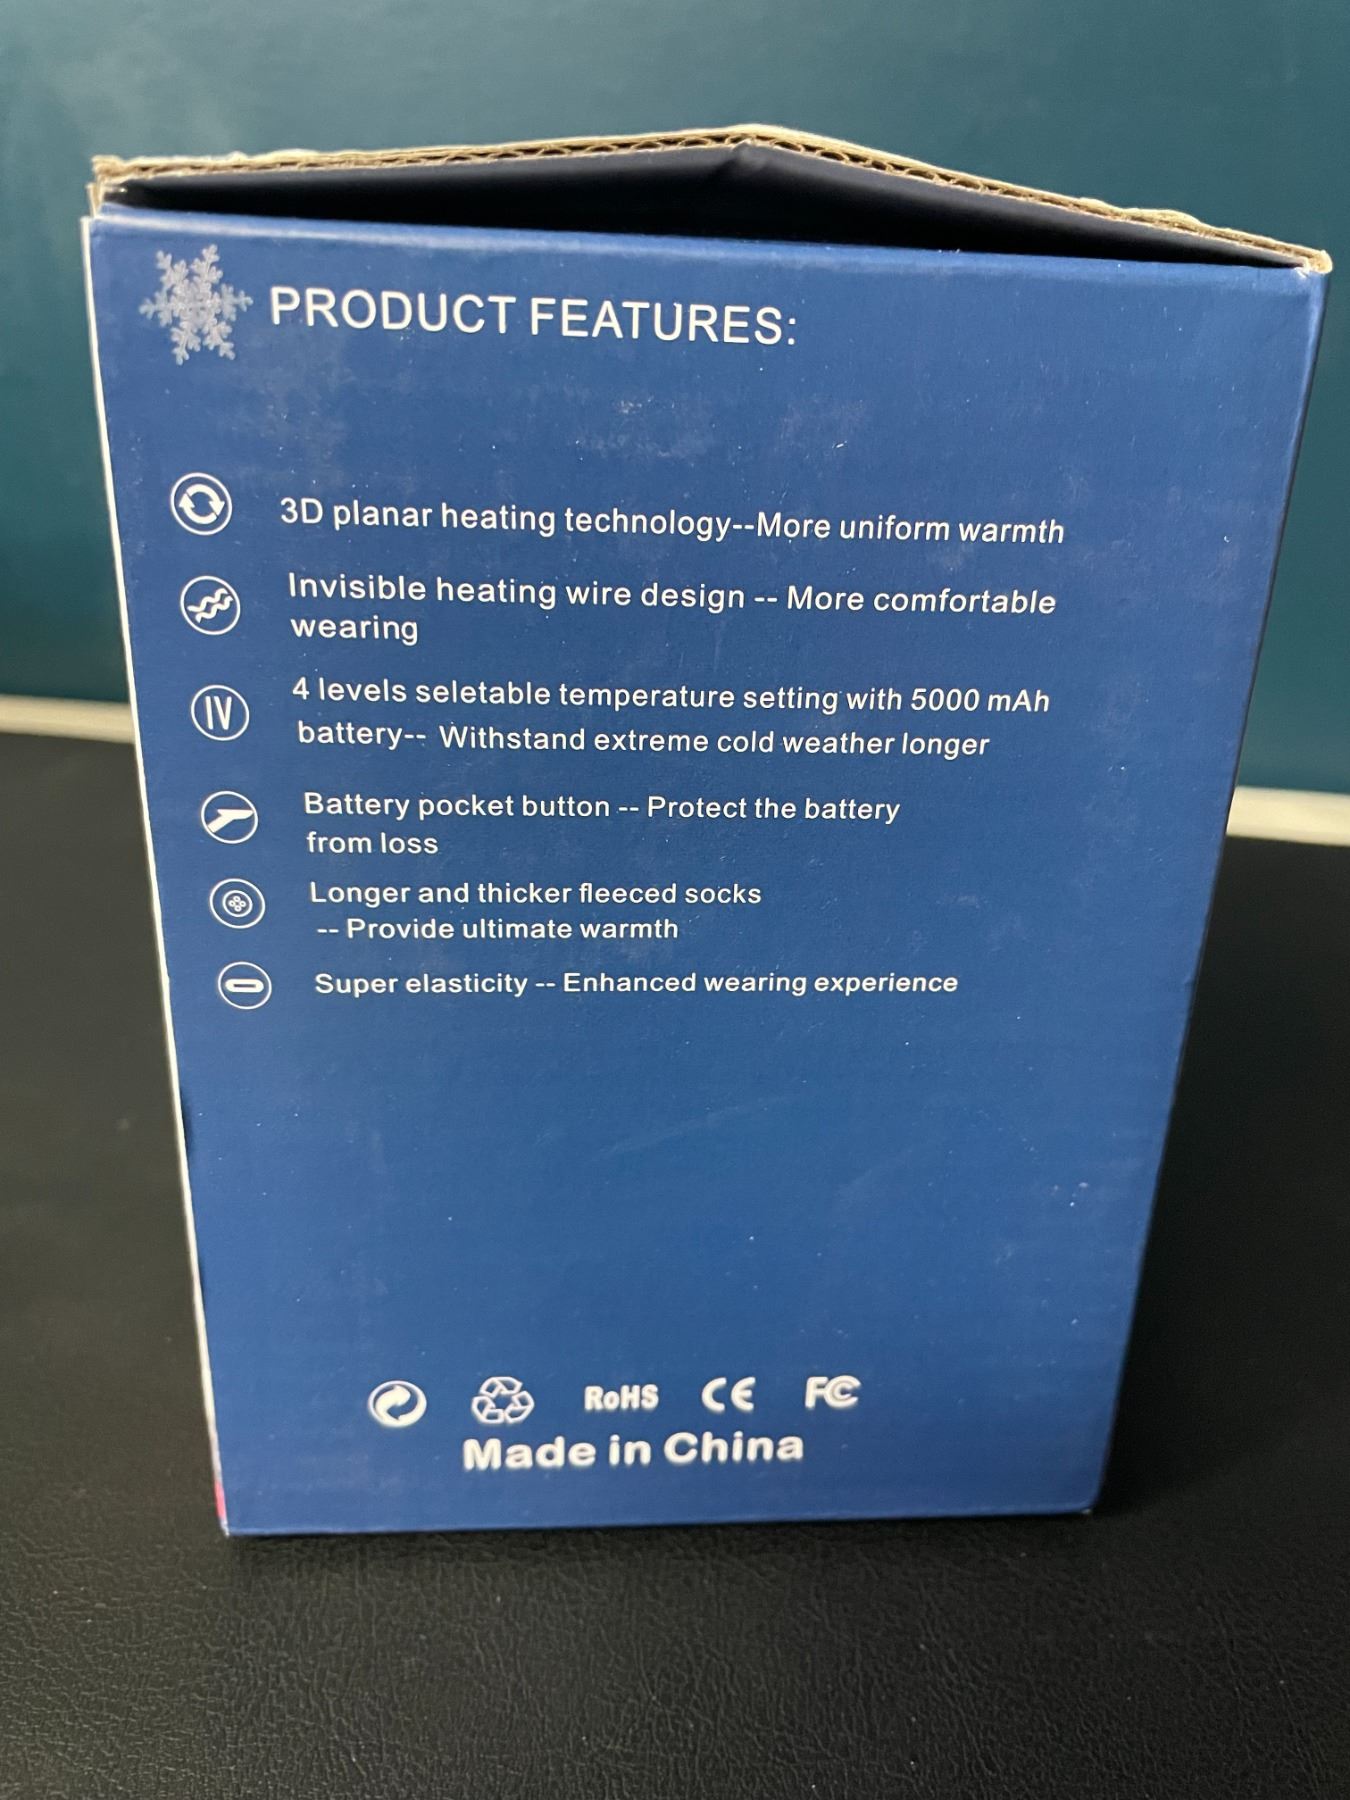 PRODUCT FEATURES:
3D planar heating technology--More uniform warmth
Invisible heating wire design -- More comfortable
wearing
IV
4 levels seletable temperature setting with 5000 mAh
battery-- Withstand extreme cold weather longer
Battery pocket button -- Protect the battery
from loss
Longer and thicker fleeced socks
-- Provide ultimate warmth
Super elasticity -- Enhanced wearing experience
RoHS CE FC
Made in China